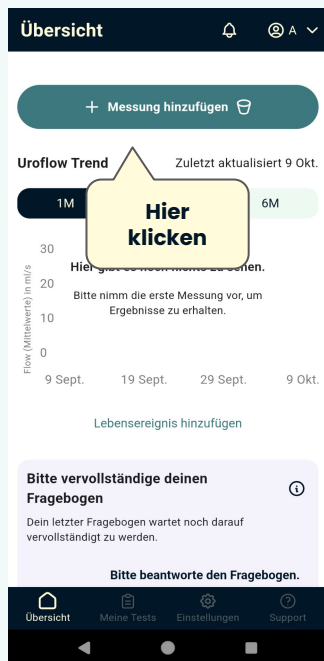 Übersicht
A
+ Messung hinzufügen
Uroflow Trend
Zuletzt aktualisiert 9 Okt.
1M
6M
Hier
klicken
30
20
10
0
Flow (Mittelwerte) in ml/s
Hier
sehen.
Bitte nimm die erste Messung vor, um
Ergebnisse zu erhalten.
9 Sept.
19 Sept.
29 Sept.
9 Okt.
Lebensereignis hinzufügen
Bitte vervollständige deinen
Fragebogen
Dein letzter Fragebogen wartet noch darauf
vervollständigt zu werden.
Bitte beantworte den Fragebogen.
Übersicht
Meine Tests
Einstellungen
Support